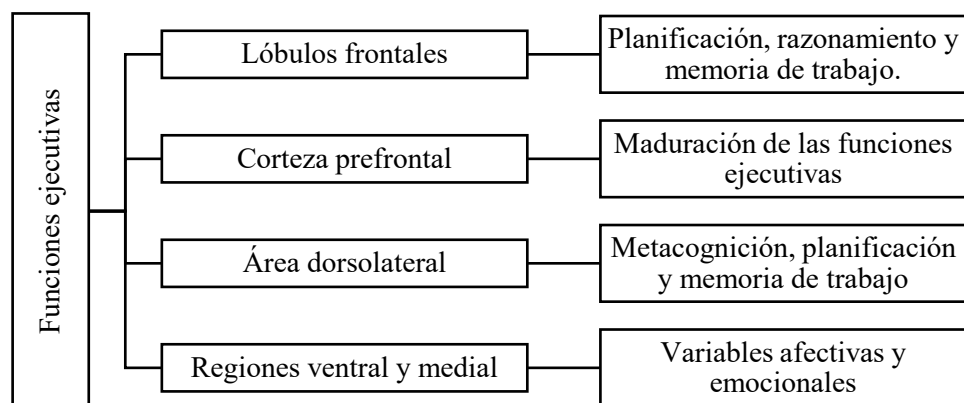 Funciones ejecutivas
Lóbulos frontales
Planificación, razonamiento y
memoria de trabajo.
Corteza prefrontal
Maduración de las funciones
ejecutivas
Área dorsolateral
Metacognición, planificación
y memoria de trabajo
Regiones ventral y medial
Variables afectivas y
emocionales